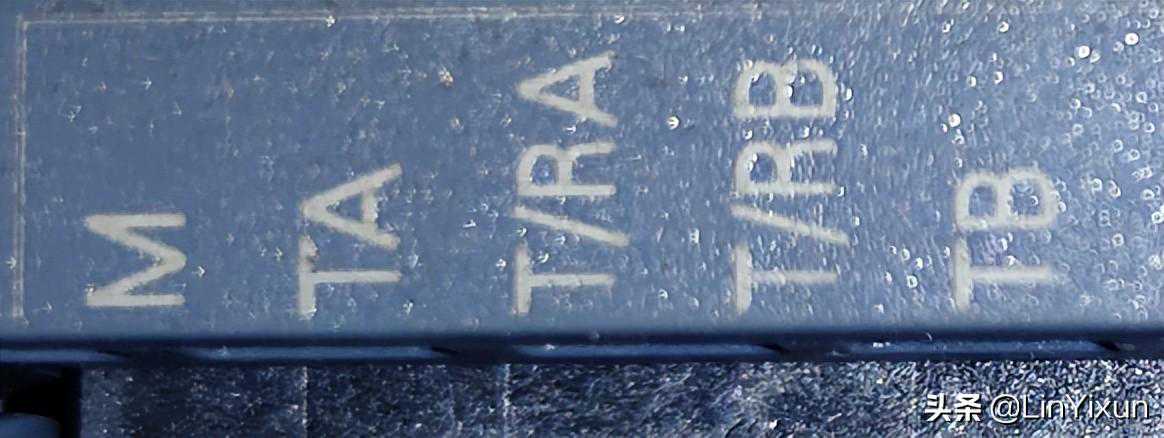 M
TA
T/RA
T/RB
TB
头条 @LinYixun